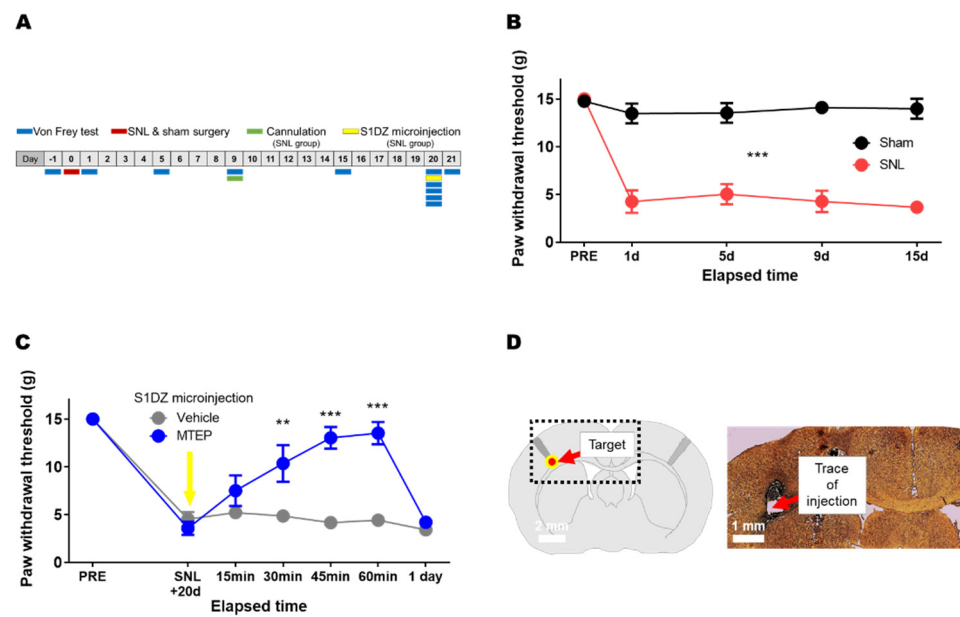 A
Von Frey test SNL & sham surgery Cannulation S1DZ microinjection
(SNL group) (SNL group)
Day -1 0 1 2 3 4 5 6 7 8 9 10 11 12 13 14 15 16 17 18 19 20 21
B
Paw withdrawal threshold (g)
15
10
5
0
***
Sham
SNL
PRE 1d 5d 9d 15d
Elapsed time
C
Paw withdrawal threshold (g)
15
10
5
0
S1DZ microinjection
Vehicle
MTEP
** *** ***
PRE SNL 15min 30min 45min 60min 1 day
+20d
Elapsed time
D
Target
2 mm
Trace
of
injection
1 mm